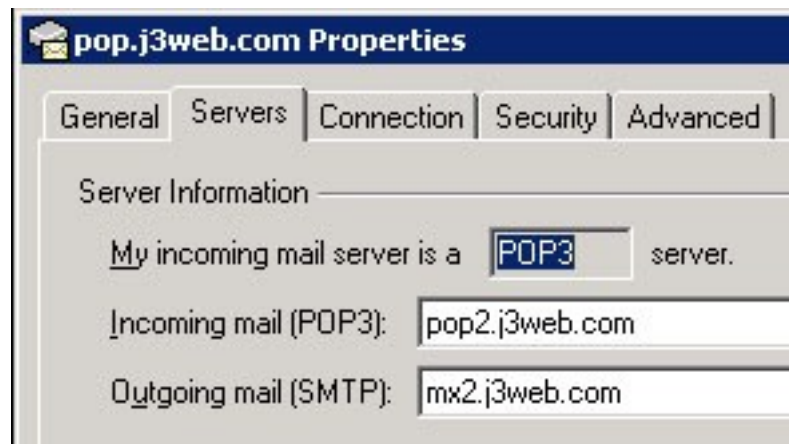 pop.j3web.com Properties
General Servers Connection Security Advanced
Server Information
My incoming mail server is a POP3 server.
Incoming mail (POP3): pop2.j3web.com
Outgoing mail (SMTP): mx2.j3web.com